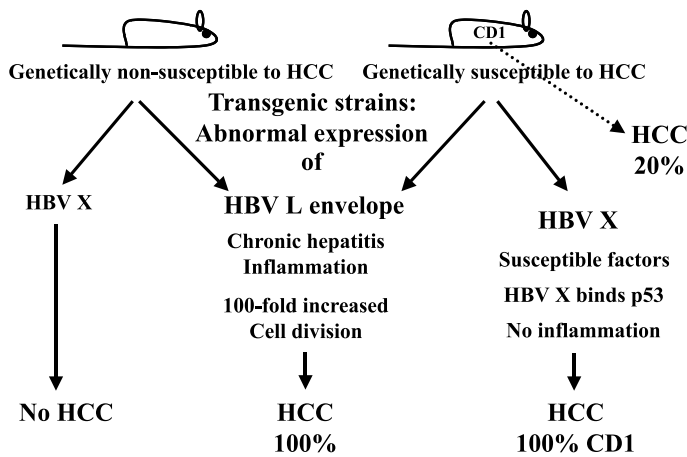 CD1
Genetically non-susceptible to HCC
Genetically susceptible to HCC
Transgenic strains:
Abnormal expression
of
HCC
20%
HBV X
HBV L envelope
Chronic hepatitis
Inflammation
100-fold increased
Cell division
HBV X
Susceptible factors
HBV X binds p53
No inflammation
No HCC
HCC
100%
HCC
100% CD1